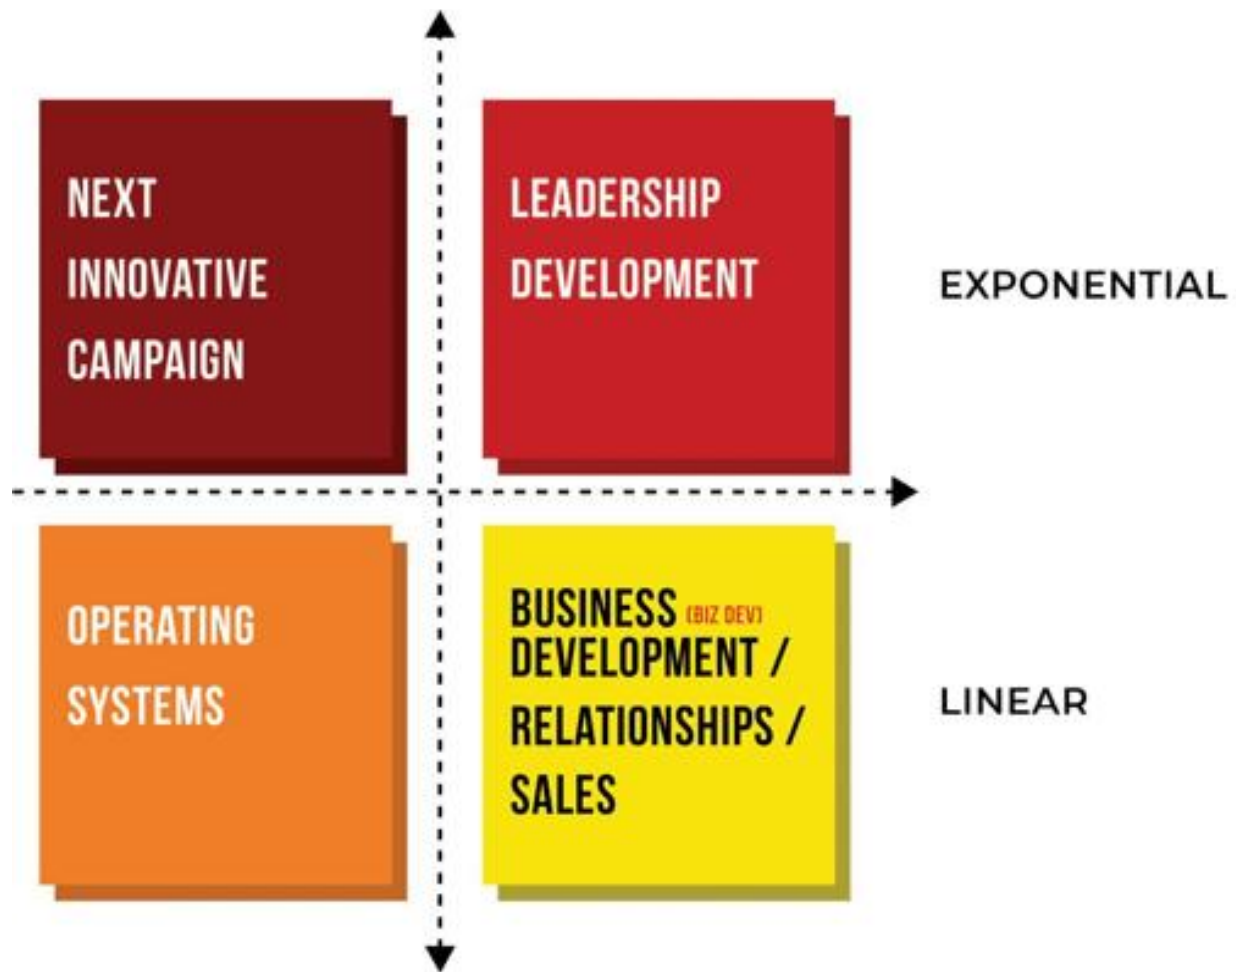 NEXT
INNOVATIVE
CAMPAIGN
LEADERSHIP
DEVELOPMENT
EXPONENTIAL
OPERATING
SYSTEMS
BUSINESS (BIZ DEV)
DEVELOPMENT /
RELATIONSHIPS /
SALES
LINEAR